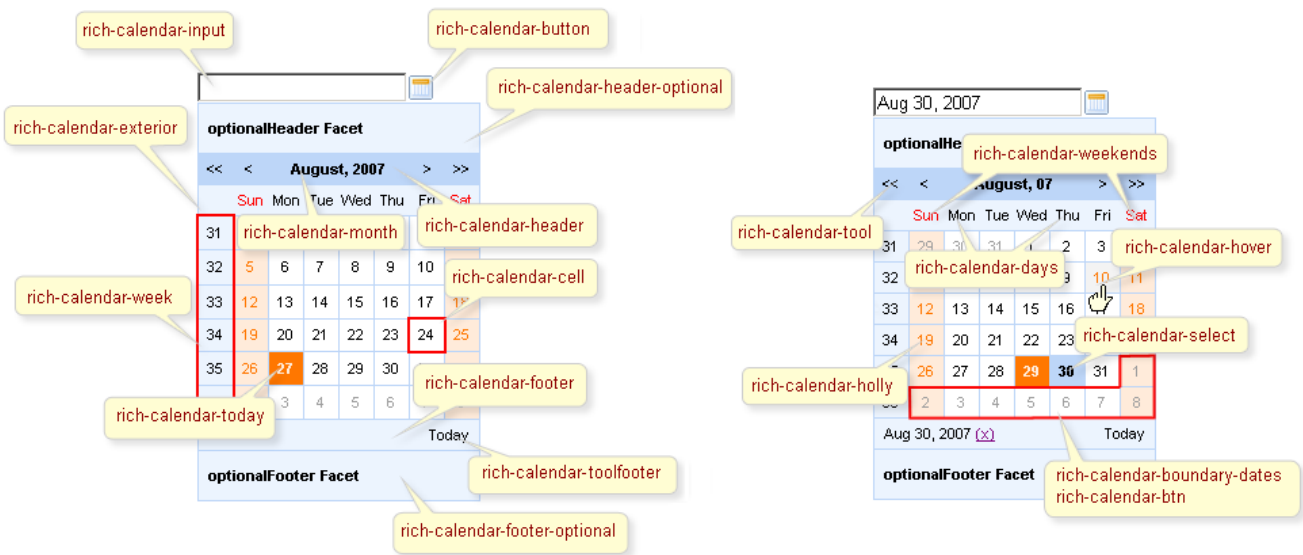 rich-calendar-input
rich-calendar-button
rich-calendar-header-optional
rich-calendar-exterior
optionalHeader Facet
<< < August, 2007 > >>
Sun Mon Tue Wed Thu Fri Sat
rich-calendar-month
rich-calendar-header
31
32 5 6 7 8 9 10
rich-calendar-cell
rich-calendar-week
33 12 13 14 15 16 17 18
34 19 20 21 22 23 24 25
35 26 27 28 29 30
rich-calendar-footer
rich-calendar-today
3 4 5 6
Today
rich-calendar-toolfooter
optionalFooter Facet
rich-calendar-footer-optional
Aug 30, 2007
optionalHe
rich-calendar-weekends
<< < August, 07 > >>
Sun Mon Tue Wed Thu Fri Sat
rich-calendar-tool
rich-calendar-hover
31 29 30 31 1 2 3
rich-calendar-days
32 9 10 11
33 12 13 14 15 16 18
34 19 20 21 22 23
rich-calendar-select
26 27 28 29 30 31 1
rich-calendar-holly
2 3 4 5 6 7 8
Aug 30, 2007 (x) Today
optionalFooter Facet
rich-calendar-boundary-dates
rich-calendar-btn